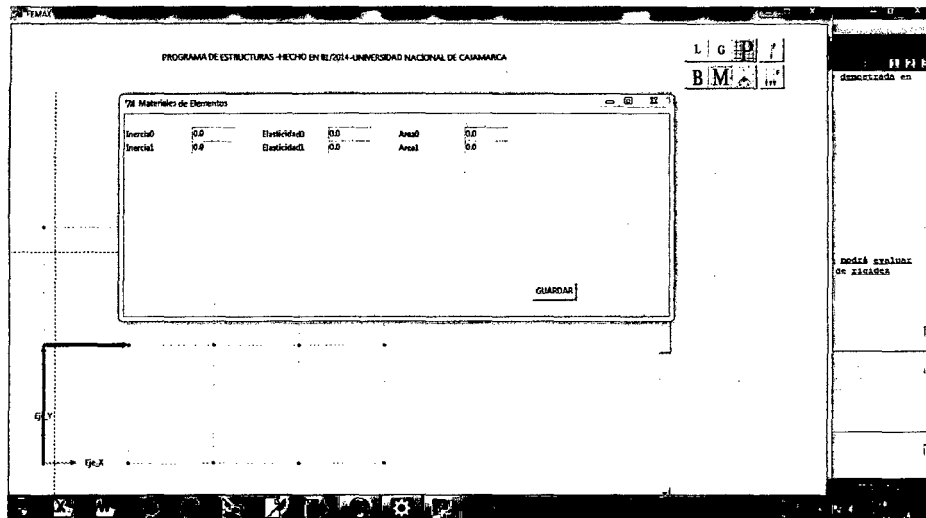 FEMAX
PROGRAMA DE ESTRUCTURAS -HECHO EN 81/2014-UNIVERSIDAD NACIONAL DE CAJAMARCA
L G P
B M
Materiales de Elementos
Inercia0 0.0 Elasticidad0 0.0 Area0 0.0
Inercia1 0.0 Elasticidad1 0.0 Area1 0.0
GUARDAR
demostrada en
podrá evaluar
de rigidez
Eje_Y
Eje_X